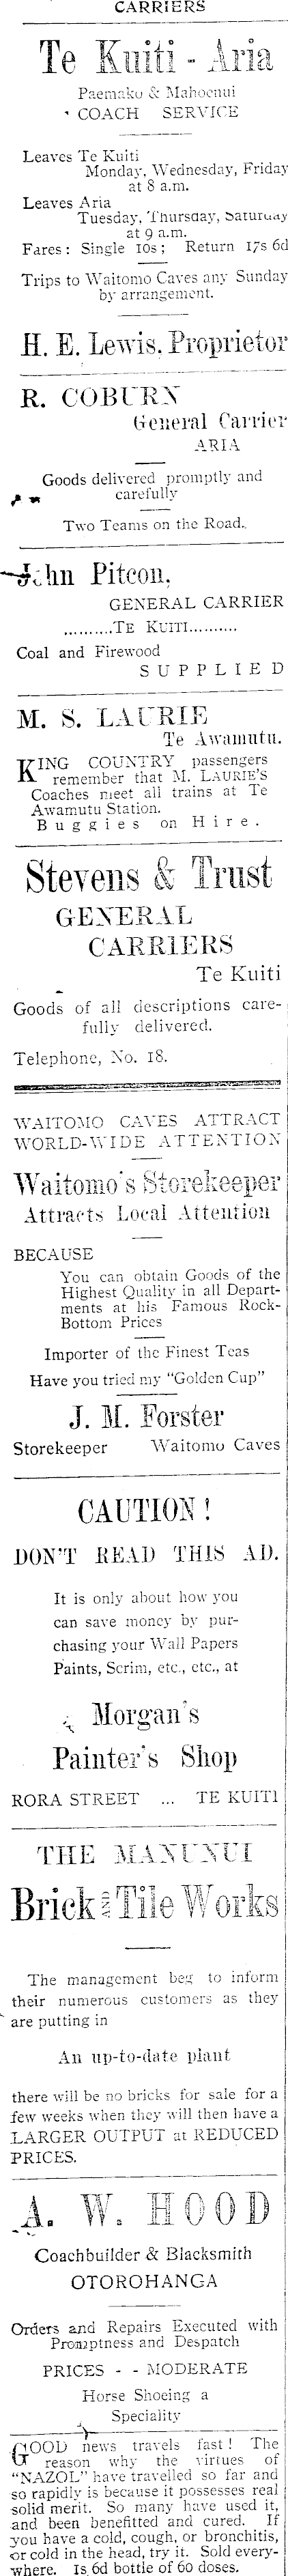 CARRIERS
Te Kuiti - Aria
Paemako & Mahoenui
COACH SERVICE
Leaves Te Kuiti
Monday, Wednesday, Friday
at 8 a.m.
Leaves Aria
Tuesday, Thursday, Saturday
at 9 a.m.
Fares: Single 10s; Return 17s 6d
Trips to Waitomo Caves any Sunday
by arrangement.
H. E. Lewis, Proprietor
R. COBURN
General Carrier
ARIA
Goods delivered promptly and
carefully
Two Teams on the Road.
John Pitcon,
GENERAL CARRIER
..........TE KUITI..........
Coal and Firewood
SUPPLIED
M. S. LAURIE
Te Awamutu.
KING COUNTRY passengers
remember that M. LAURIE'S
Coaches meet all trains at Te
Awamutu Station.
Buggies on Hire.
Stevens & Trust
GENERAL
CARRIERS
Te Kuiti
Goods of all descriptions care-
fully delivered.
Telephone, No. 18.
WAITOMO CAVES ATTRACT
WORLD-WIDE ATTENTION
Waitomo's Storekeeper
Attracts Local Attention
BECAUSE
You can obtain Goods of the
Highest Quality in all Depart-
ments at his Famous Rock-
Bottom Prices
Importer of the Finest Teas
Have you tried my "Golden Cup"
J. M. Forster
Storekeeper Waitomo Caves
CAUTION!
DON'T READ THIS AD.
It is only about how you
can save money by pur-
chasing your Wall Papers
Paints, Scrim, etc., etc., at
Morgan's
Painter's Shop
RORA STREET ... TE KUITI
THE MANUNUI
Brick and Tile Works
The management beg to inform
their numerous customers as they
are putting in
An up-to-date plant
there will be no bricks for sale for a
few weeks when they will then have a
LARGER OUTPUT at REDUCED
PRICES.
A. W. HOOD
Coachbuilder & Blacksmith
OTOROHANGA
Orders and Repairs Executed with
Promptness and Despatch
PRICES - - MODERATE
Horse Shoeing a
Speciality
GOOD news travels fast! The
reason why the virtues of
"NAZOL" have travelled so far and
so rapidly is because it possesses real
solid merit. So many have used it,
and been benefitted and cured. If
you have a cold, cough, or bronchitis,
or cold in the head, try it. Sold every-
where. 1s. 6d bottle of 60 doses.